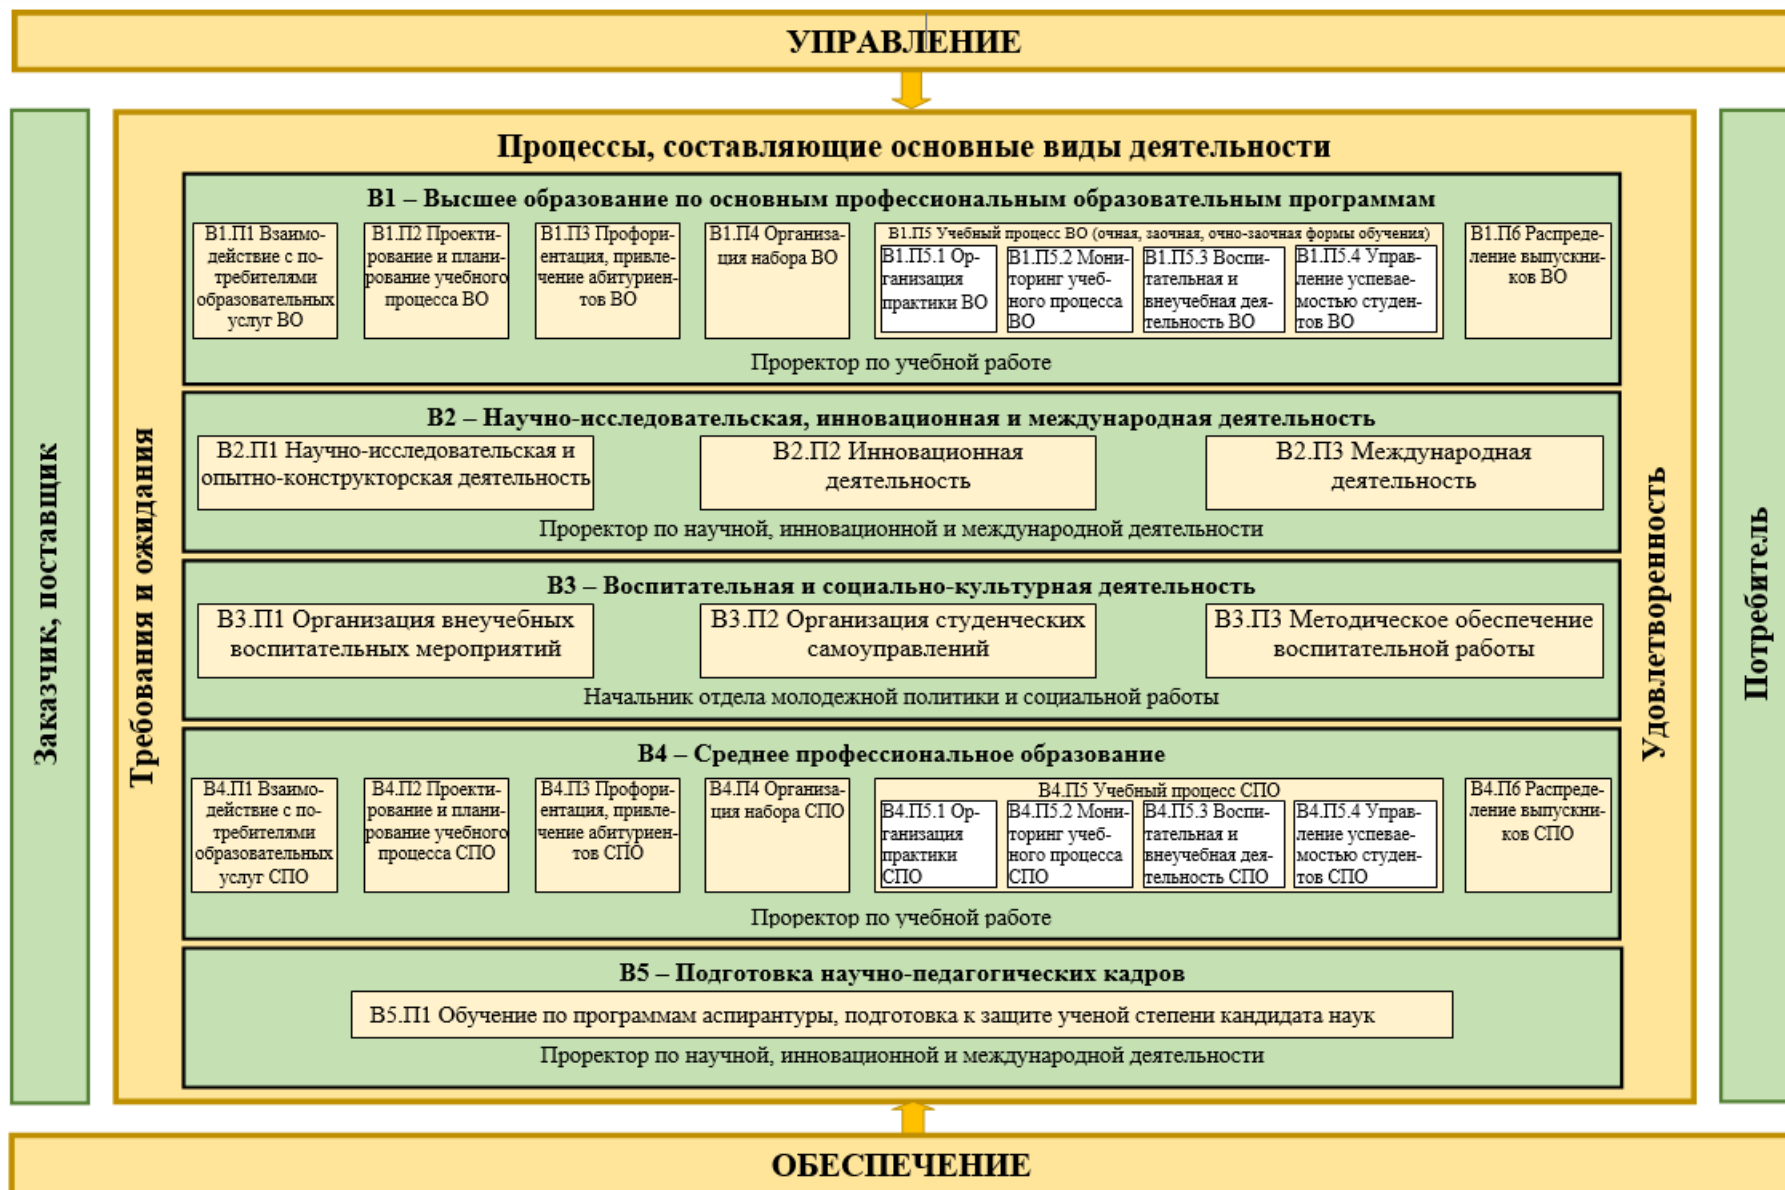 УПРАВЛЕНИЕ
Заказчик, поставщик
Требования и ожидания
Процессы, составляющие основные виды деятельности
В1 – Высшее образование по основным профессиональным образовательным программам
В1.П1 Взаимо-
действие с по-
требителями
образовательных
услуг ВО
В1.П2 Проекти-
рование и плани-
рование учебного
процесса ВО
В1.П3 Профори-
ентация, привле-
чение абитуриен-
тов ВО
В1.П4 Организа-
ция набора ВО
В1.П5 Учебный процесс ВО (очная, заочная, очно-заочная формы обучения)
В1.П5.1 Ор-
ганизация
практики ВО
В1.П5.2 Мони-
торинг учеб-
ного процесса
ВО
В1.П5.3 Воспи-
тательная и
внеучебная дея-
тельность ВО
В1.П5.4 Управ-
ление успевае-
мостью студен-
тов ВО
В1.П6 Распреде-
ление выпускни-
ков ВО
Проректор по учебной работе
В2 – Научно-исследовательская, инновационная и международная деятельность
В2.П1 Научно-исследовательская и
опытно-конструкторская деятельность
В2.П2 Инновационная
деятельность
В2.П3 Международная
деятельность
Проректор по научной, инновационной и международной деятельности
В3 – Воспитательная и социально-культурная деятельность
В3.П1 Организация внеучебных
воспитательных мероприятий
В3.П2 Организация студенческих
самоуправлений
В3.П3 Методическое обеспечение
воспитательной работы
Начальник отдела молодежной политики и социальной работы
В4 – Среднее профессиональное образование
В4.П1 Взаимо-
действие с по-
требителями
образовательных
услуг СПО
В4.П2 Проекти-
рование и плани-
рование учебного
процесса СПО
В4.П3 Профори-
ентация, привле-
чение абитуриен-
тов СПО
В4.П4 Организа-
ция набора СПО
В4.П5 Учебный процесс СПО
В4.П5.1 Ор-
ганизация
практики
СПО
В4.П5.2 Мони-
торинг учеб-
ного процесса
СПО
В4.П5.3 Воспи-
тательная и
внеучебная дея-
тельность СПО
В4.П5.4 Управ-
ление успевае-
мостью студен-
тов СПО
В4.П6 Распреде-
ление выпускни-
ков СПО
Проректор по учебной работе
В5 – Подготовка научно-педагогических кадров
В5.П1 Обучение по программам аспирантуры, подготовка к защите ученой степени кандидата наук
Проректор по научной, инновационной и международной деятельности
Удовлетворенность
Потребитель
ОБЕСПЕЧЕНИЕ